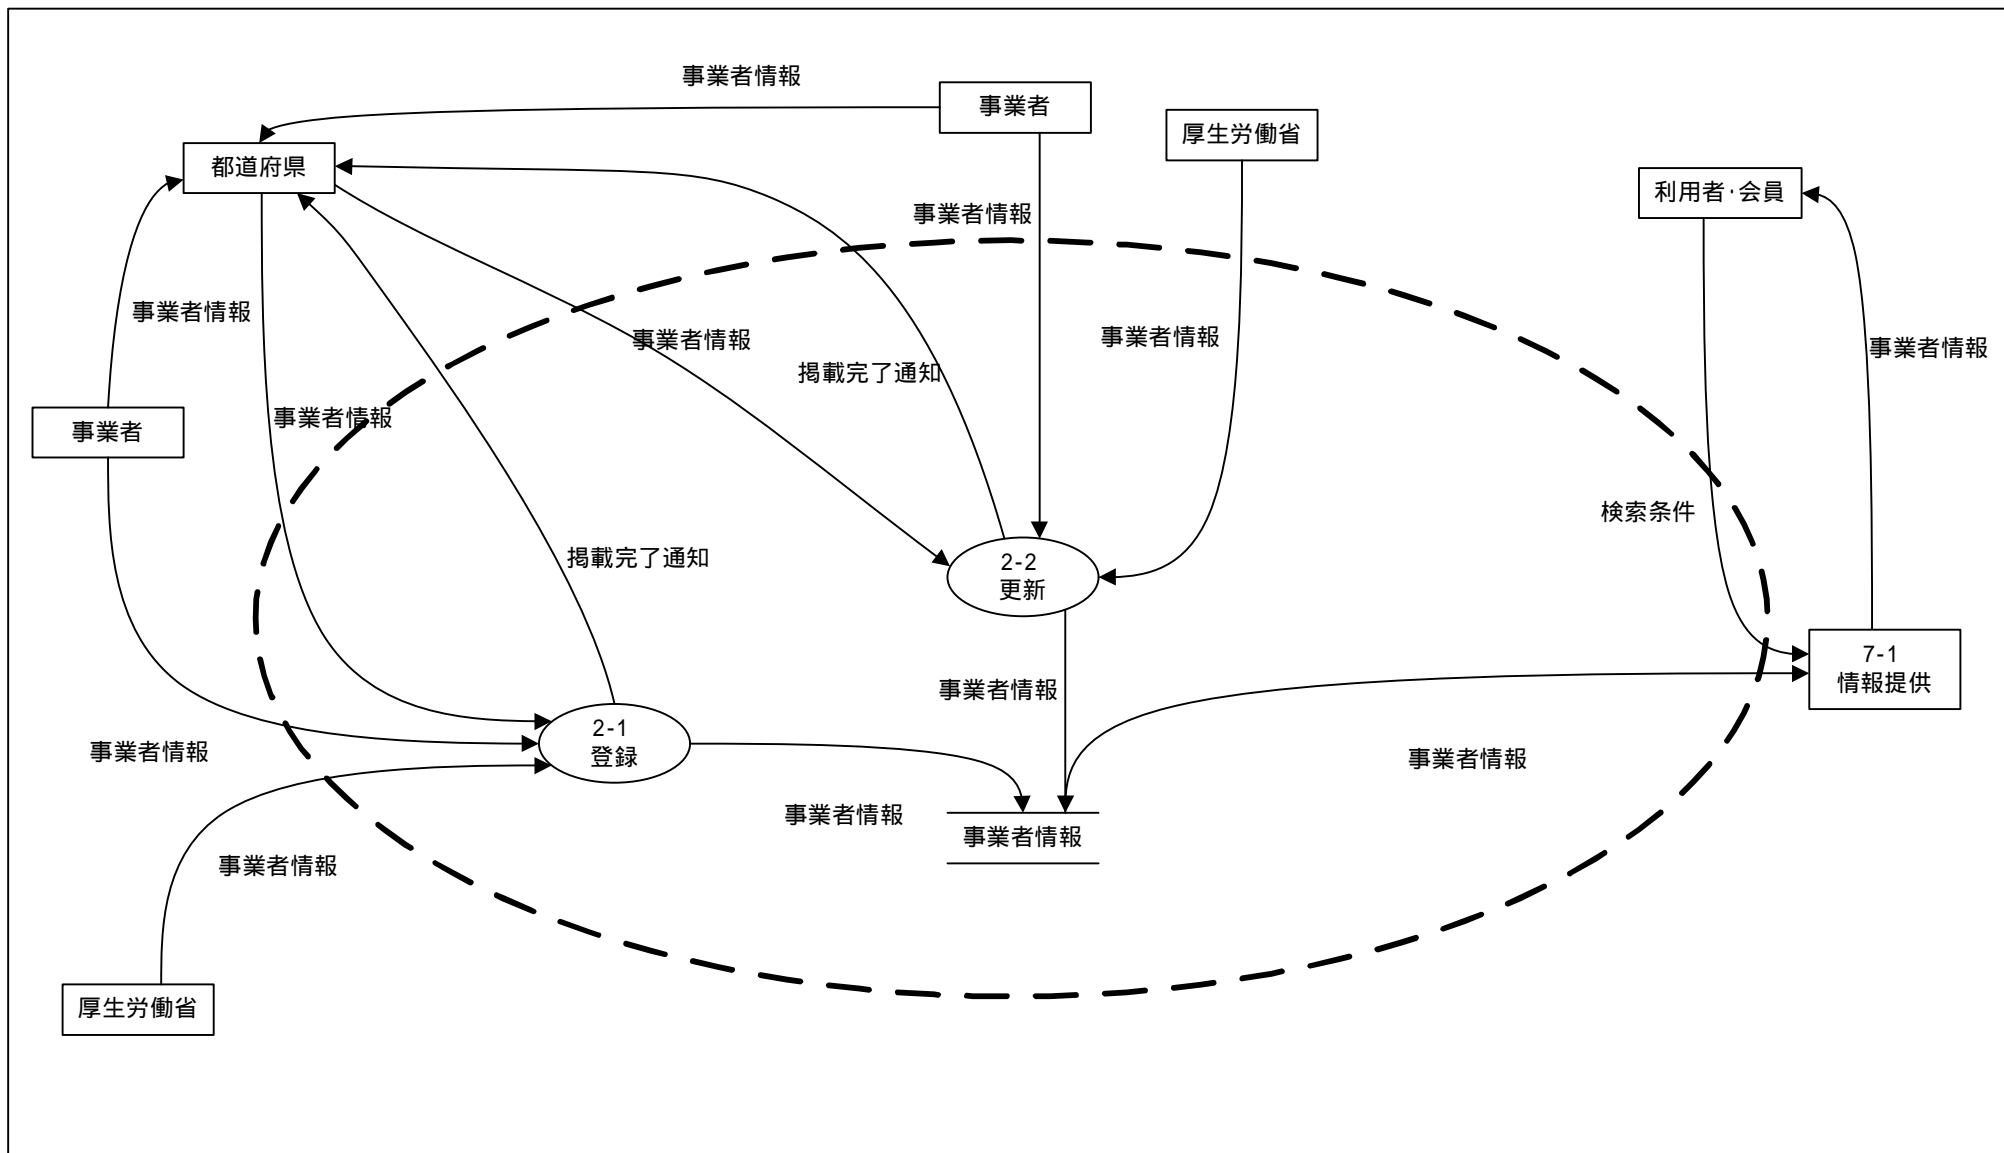 事業者情報
事業者
厚生労働省
都道府県
利用者・会員
事業者情報
事業者情報
事業者情報
事業者情報
事業者情報
掲載完了通知
事業者
事業者情報
検索条件
掲載完了通知
2-2
更新
7-1
情報提供
事業者情報
2-1
登録
事業者情報
事業者情報
事業者情報
事業者情報
事業者情報
厚生労働省